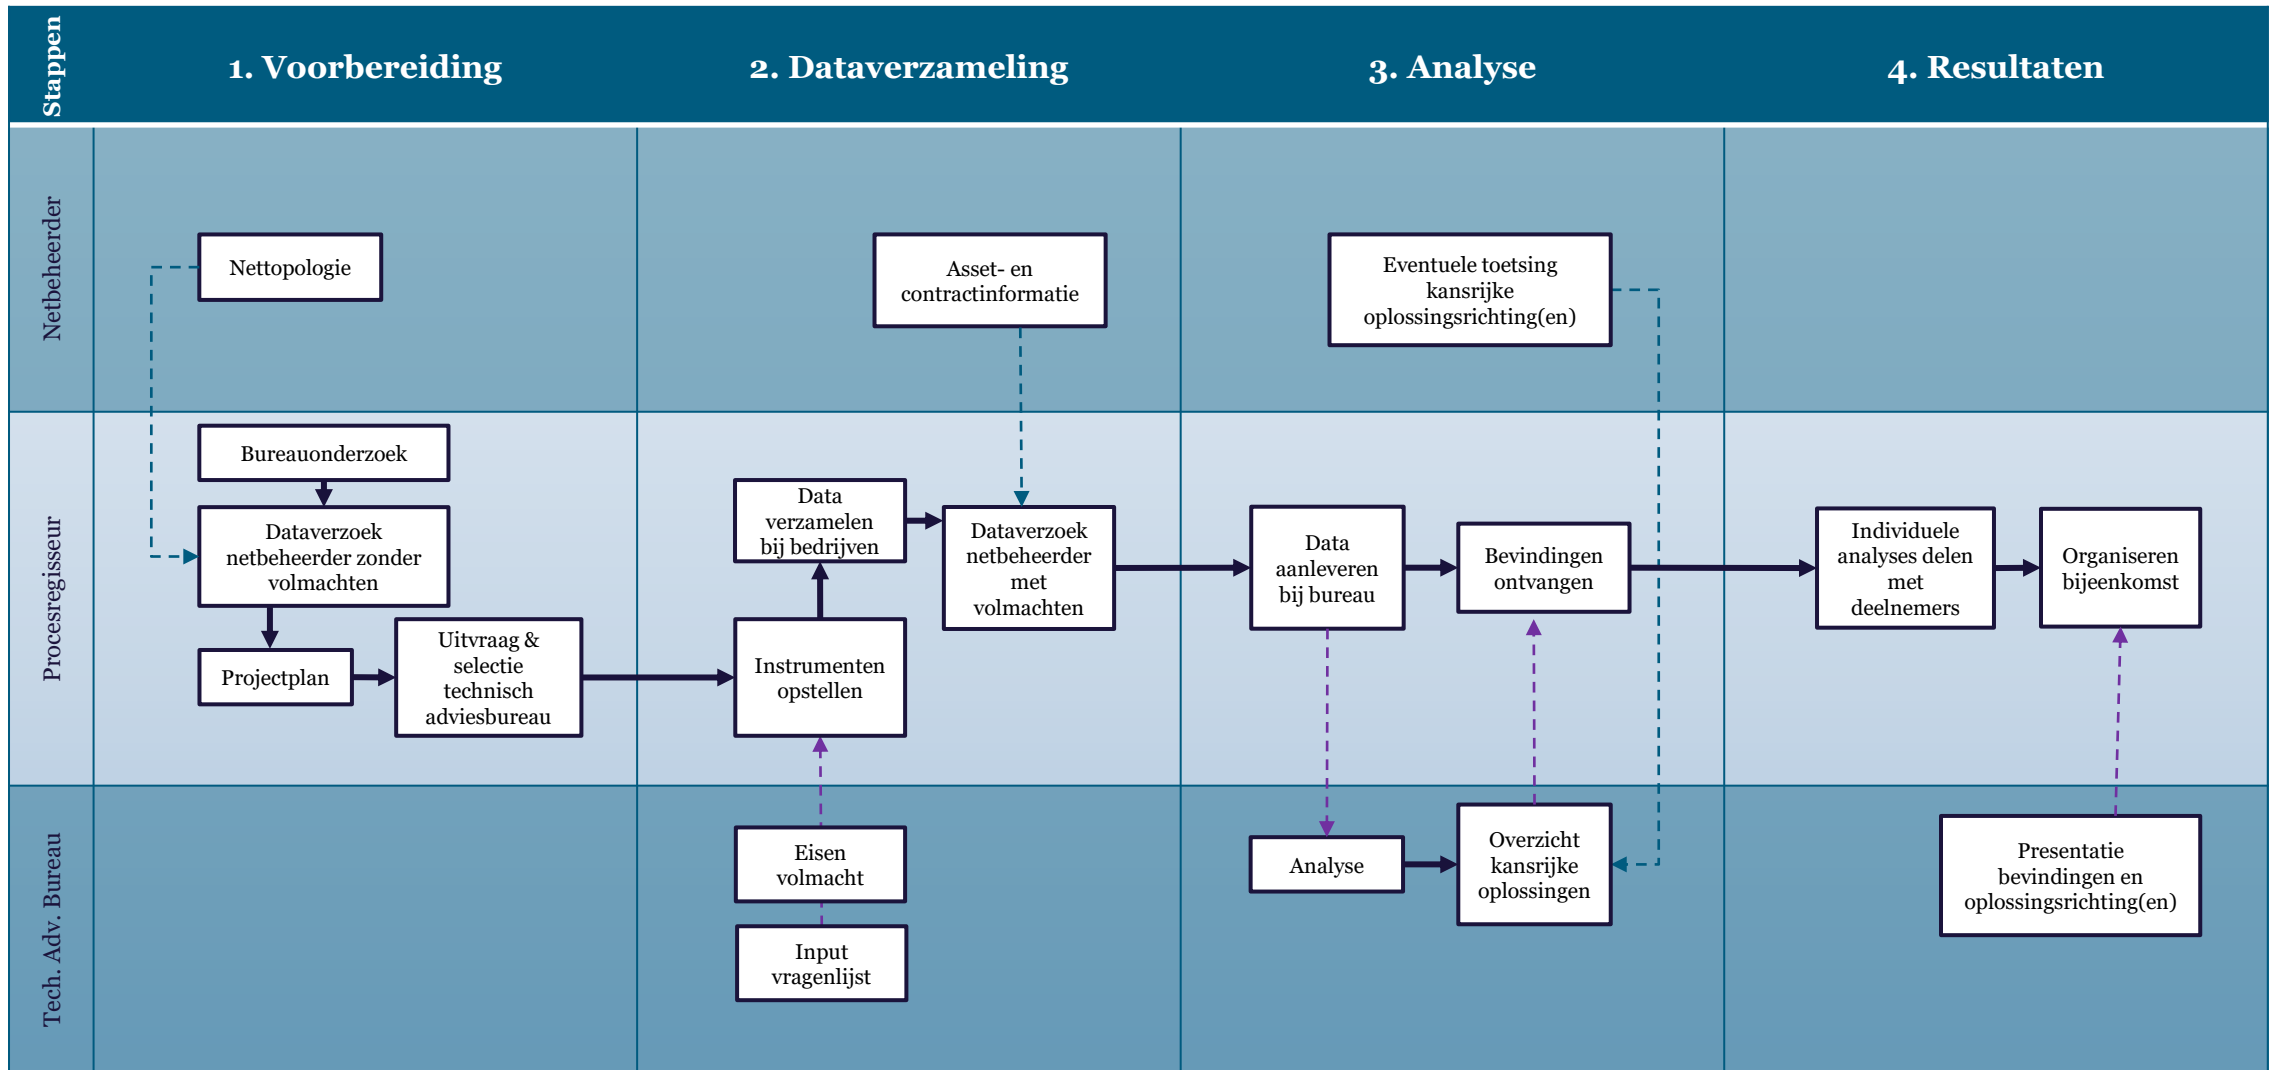 Stappen
1. Voorbereiding
2. Dataverzameling
3. Analyse
4. Resultaten
Netbeheerder
Nettopologie
Asset- en
contractinformatie
Eventuele toetsing
kansrijke
oplossingsrichting(en)
Procesregisseur
Bureauonderzoek
Dataverzoek
netbeheerder zonder
volmachten
Projectplan
Uitvraag &
selectie
technisch
adviesbureau
Data
verzamelen
bij bedrijven
Instrumenten
opstellen
Dataverzoek
netbeheerder
met
volmachten
Data
aanleveren
bij bureau
Bevindingen
ontvangen
Individuele
analyses delen
met
deelnemers
Organiseren
bijeenkomst
Tech. Adv. Bureau
Eisen
volmacht
Input
vragenlijst
Analyse
Overzicht
kansrijke
oplossingen
Presentatie
bevindingen en
oplossingsrichting(en)